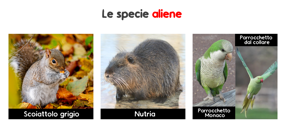 Le specie aliene
Parrocchetto
dal collare
Scoiattolo grigio
Nutria
Parrocchetto
Monaco